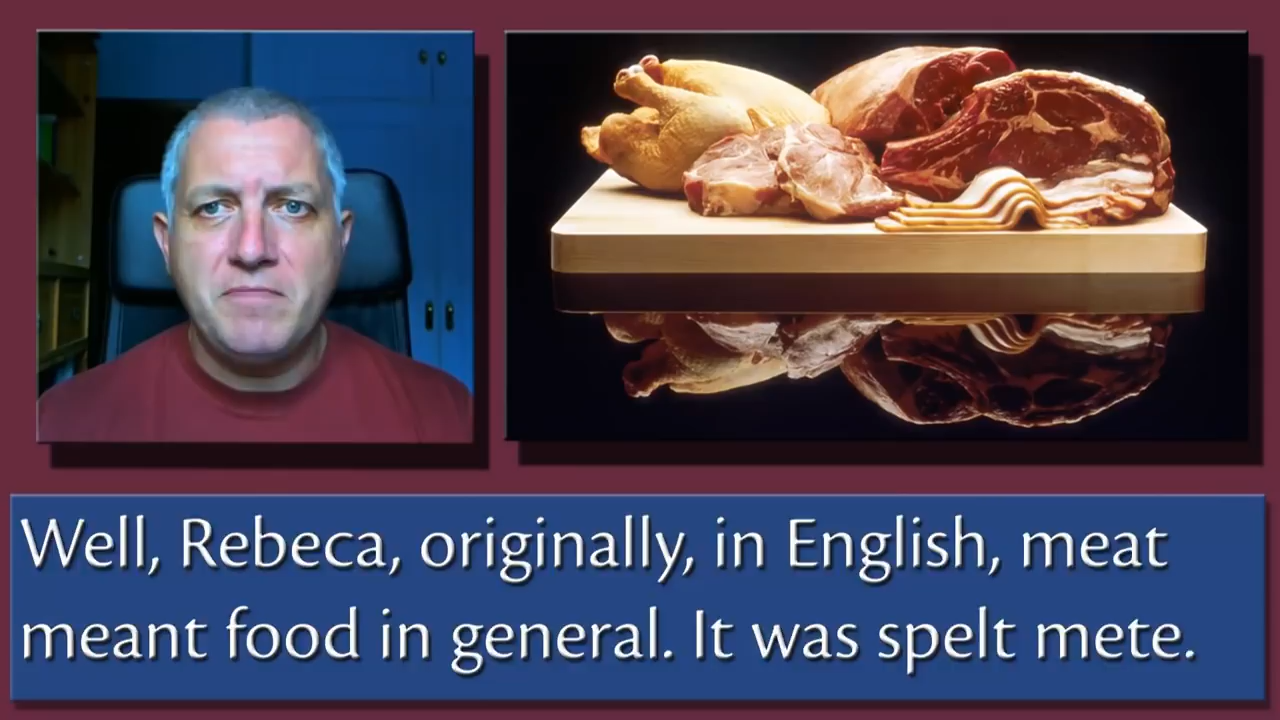 Well, Rebeca, originally, in English, meat
meant food in general. It was spelt mete.